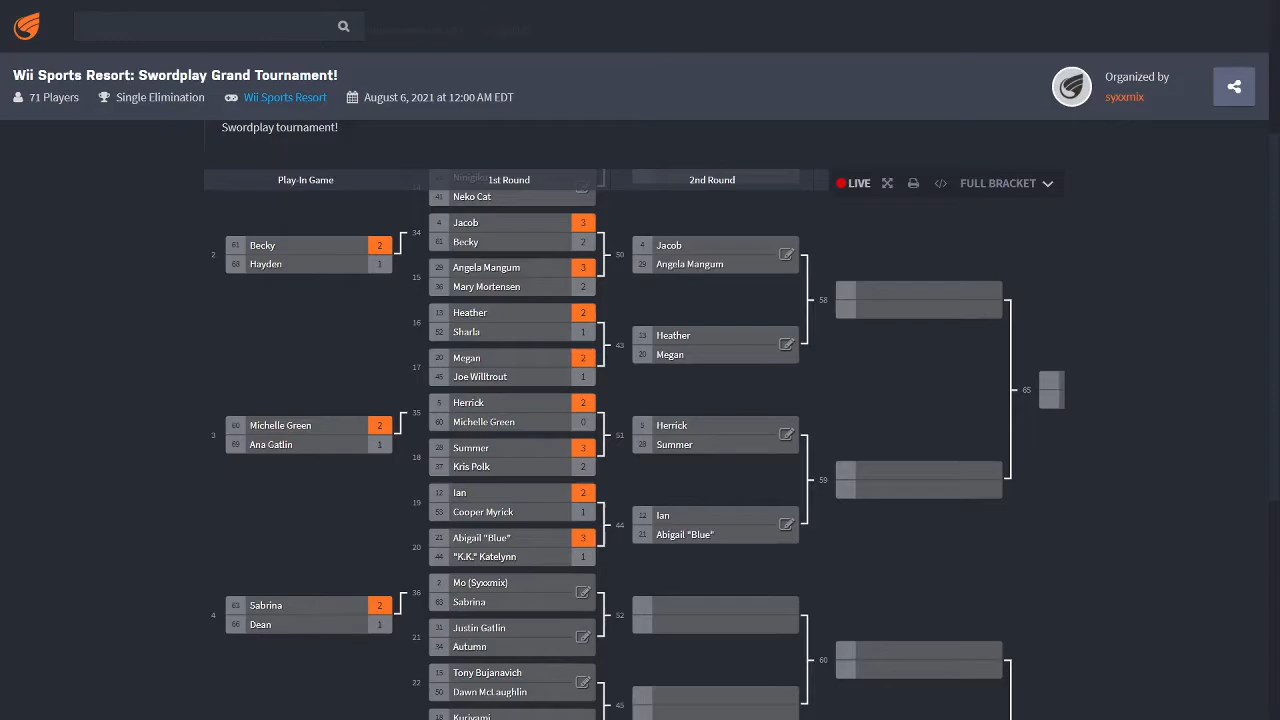 Wii Sports Resort: Swordplay Grand Tournament!
71 Players Single Elimination Wii Sports Resort August 6, 2021 at 12:00 AM EDT
Organized by
syxxmix
Swordplay tournament!
Play-In Game 1st Round 2nd Round LIVE FULL BRACKET
14
41 Neko Cat
2
61 Becky 2
68 Hayden 1
34
4 Jacob 3
61 Becky 2
15
29 Angela Mangum 3
36 Mary Mortensen 2
16
13 Heather 2
52 Sharla 1
17
20 Megan 2
45 Joe Willtrout 1
50
4 Jacob
29 Angela Mangum
43
13 Heather
20 Megan
58
65
3
60 Michelle Green 2
69 Ana Gatlin 1
35
5 Herrick 2
60 Michelle Green 0
18
28 Summer 3
37 Kris Polk 2
19
12 Ian 2
53 Cooper Myrick 1
20
21 Abigail "Blue" 3
44 "K.K." Katelynn 1
51
5 Herrick
28 Summer
44
12 Ian
21 Abigail "Blue"
59
4
63 Sabrina 2
66 Dean 1
36
2 Mo (Syxxmix)
63 Sabrina
21
31 Justin Gatlin
34 Autumn
22
15 Tony Bujanavich
50 Dawn McLaughlin
18 Kuriyami
52
45
60